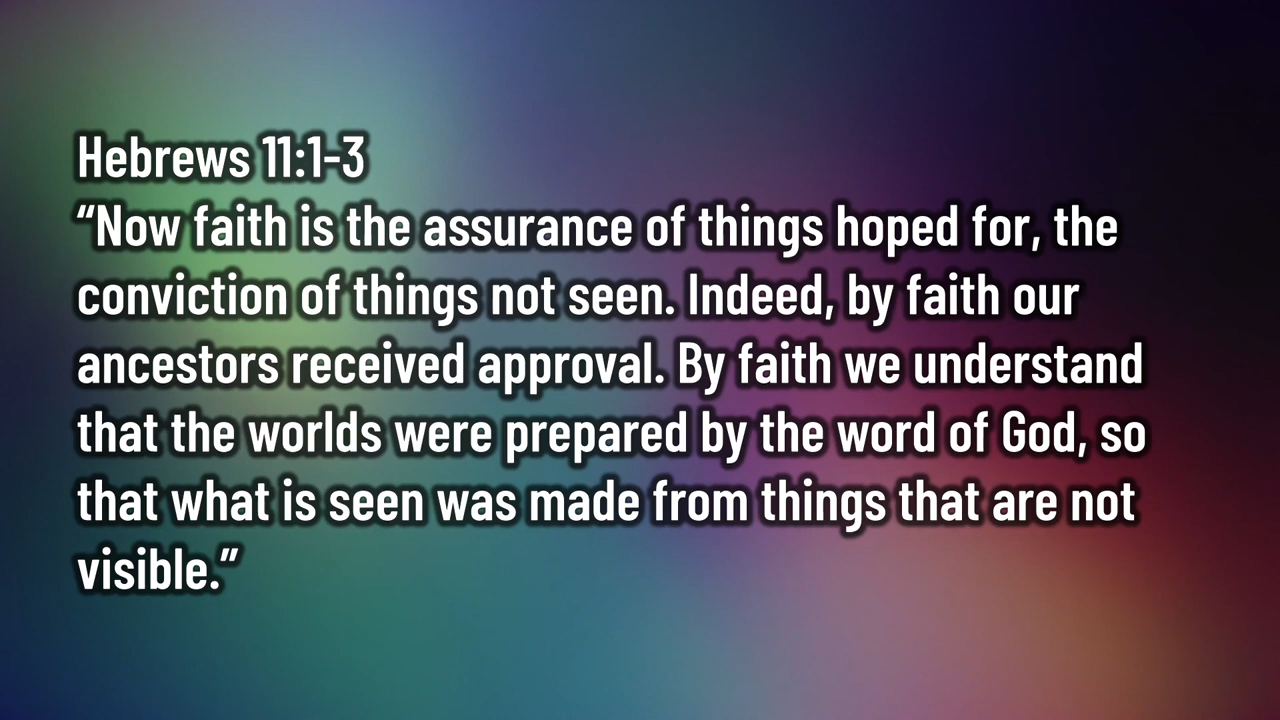 Hebrews 11:1-3
“Now faith is the assurance of things hoped for, the
conviction of things not seen. Indeed, by faith our
ancestors received approval. By faith we understand
that the worlds were prepared by the word of God, so
that what is seen was made from things that are not
visible.”